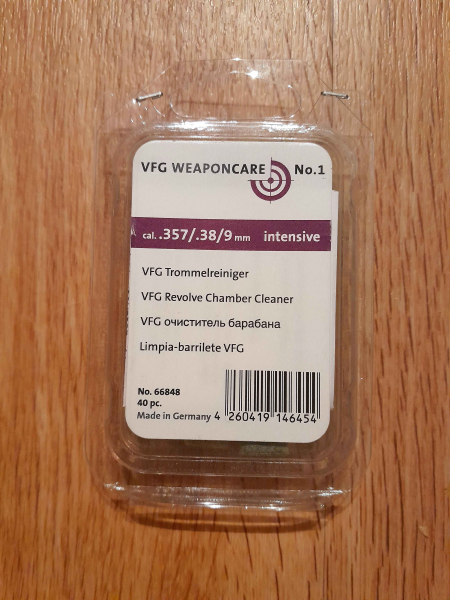 VFG WEAPONCARE No.1
cal. .357/.38/9 mm intensive
VFG Trommelreiniger
VFG Revolve Chamber Cleaner
VFG очиститель барабана
Limpia-barrilete VFG
No. 66848
40 pc.
Made in Germany
4 260419 146454